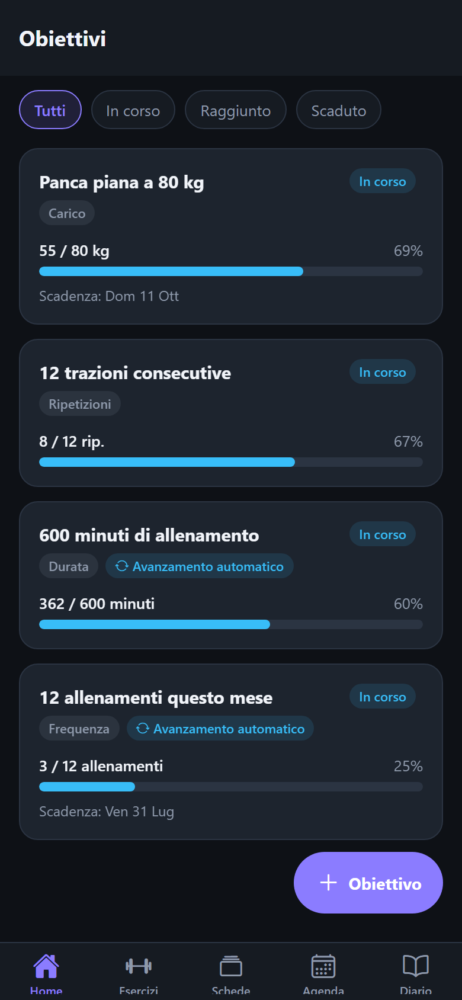 Obiettivi
Tutti
In corso
Raggiunto
Scaduto
Panca piana a 80 kg
In corso
Carico
55 / 80 kg
69%
Scadenza: Dom 11 Ott
12 trazioni consecutive
In corso
Ripetizioni
8 / 12 rip.
67%
600 minuti di allenamento
In corso
Durata
Avanzamento automatico
362 / 600 minuti
60%
12 allenamenti questo mese
In corso
Frequenza
Avanzamento automatico
3 / 12 allenamenti
25%
Scadenza: Ven 31 Lug
+ Obiettivo
Home
Esercizi
Schede
Agenda
Diario